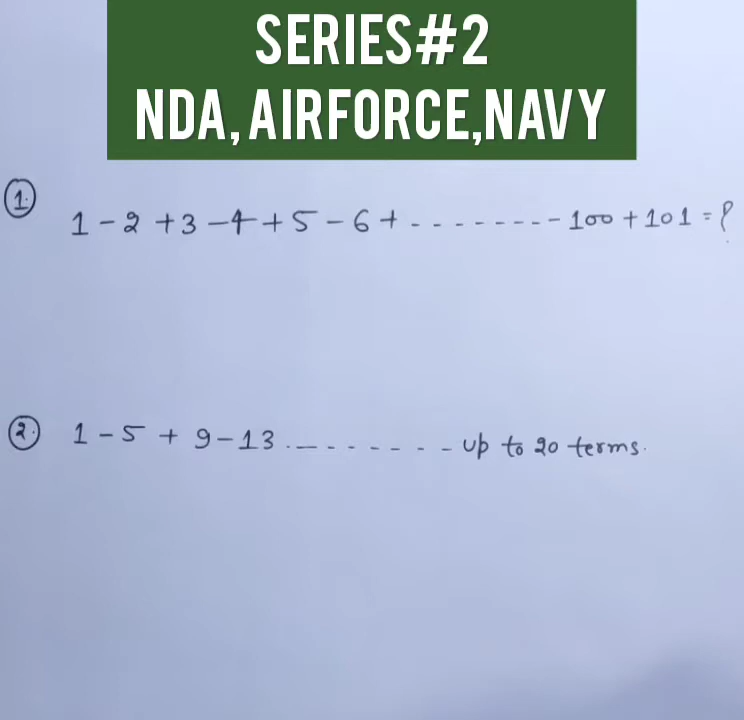 SERIES#2
NDA, AIRFORCE,NAVY
1. 1 - 2 + 3 - 4 + 5 - 6 + - - - - - - - - 100 + 101 = ?
2. 1 - 5 + 9 - 13 . - - - - - - - up to 20 terms.